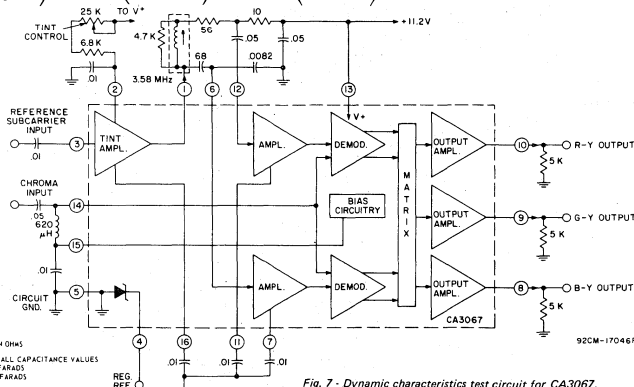 25 K
TO V+
TINT
CONTROL
6.8 K
.01
4.7 K
56
10
+11.2V
.05
.05
68
.0082
3.58 MHz
2
1
6
12
13
REFERENCE
SUBCARRIER
INPUT
.01
3
TINT
AMPL.
AMPL.
V+
DEMOD.
MATRIX
OUTPUT
AMPL.
10
R-Y OUTPUT
5 K
CHROMA
INPUT
.05
620
μH
14
15
BIAS
CIRCUITRY
OUTPUT
AMPL.
9
G-Y OUTPUT
5 K
.01
CIRCUIT
GND.
5
AMPL.
DEMOD.
OUTPUT
AMPL.
8
B-Y OUTPUT
5 K
CA3067
4
16
11
7
.01
.01
.01
92CM-17046
N OHMS
ALL CAPACITANCE VALUES
FARADS
FARADS
REG.
REF.
Fig. 7 - Dynamic characteristics test circuit for CA3067.